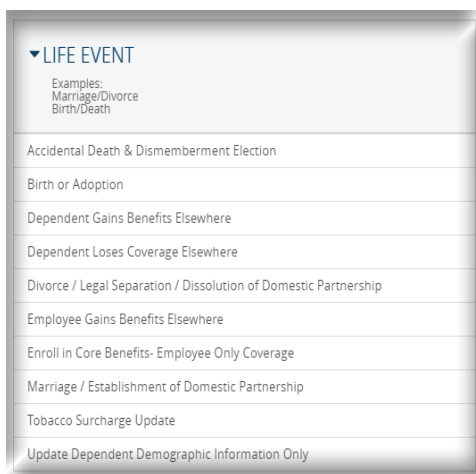 LIFE EVENT
Examples:
Marriage/Divorce
Birth/Death
Accidental Death & Dismemberment Election
Birth or Adoption
Dependent Gains Benefits Elsewhere
Dependent Loses Coverage Elsewhere
Divorce / Legal Separation / Dissolution of Domestic Partnership
Employee Gains Benefits Elsewhere
Enroll in Core Benefits- Employee Only Coverage
Marriage / Establishment of Domestic Partnership
Tobacco Surcharge Update
Update Dependent Demographic Information Only